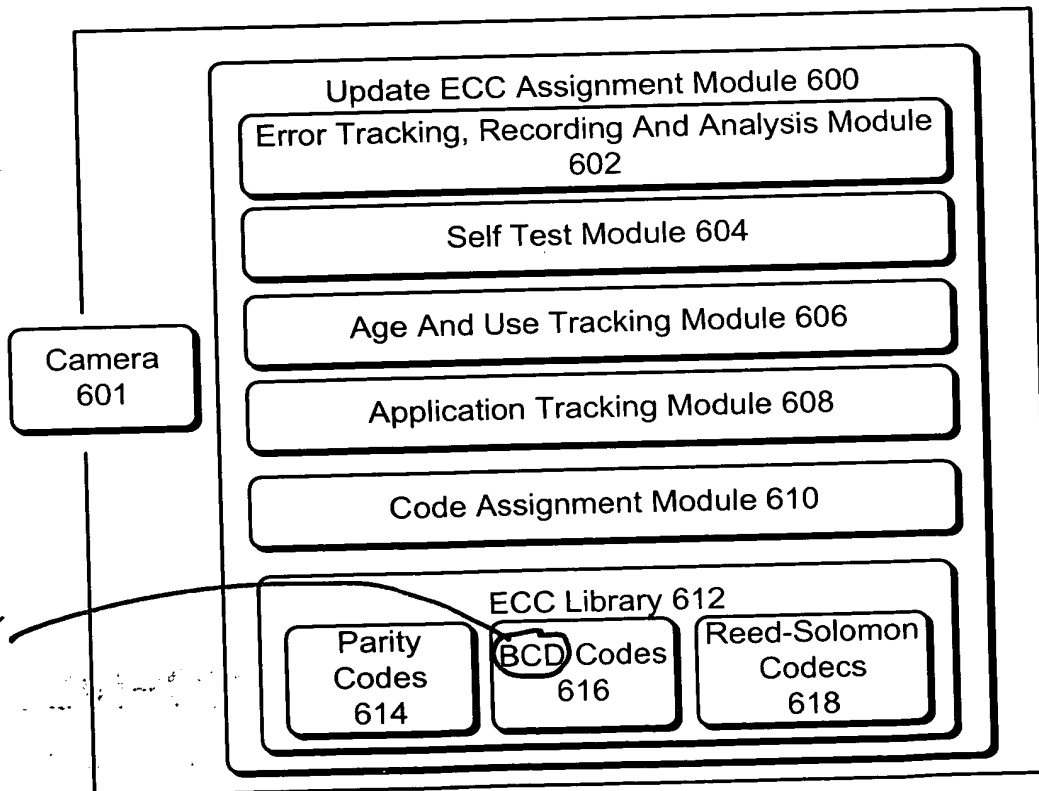 Update ECC Assignment Module 600
Error Tracking, Recording And Analysis Module
602
Self Test Module 604
Age And Use Tracking Module 606
Camera
601
Application Tracking Module 608
Code Assignment Module 610
ECC Library 612
Parity
Codes
614
BCD Codes
616
Reed-Solomon
Codecs
618